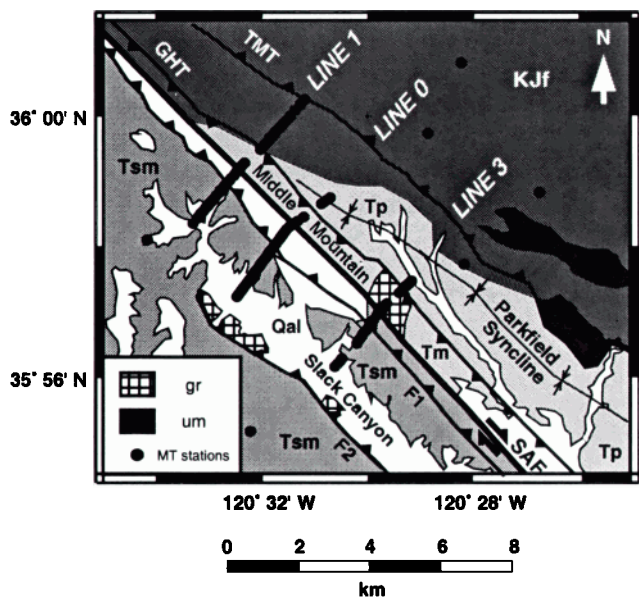 N
GHT
TMT
LINE 1
KJf
36° 00' N
LINE 0
Tsm
LINE 3
Middle
Mountain
Tp
Parkfield
Syncline
Qal
Tm
Slack Canyon
Tsm
35° 56' N
gr
um
MT stations
F1
F2
Tsm
SAF
Tp
120° 32' W
120° 28' W
0 2 4 6 8
km